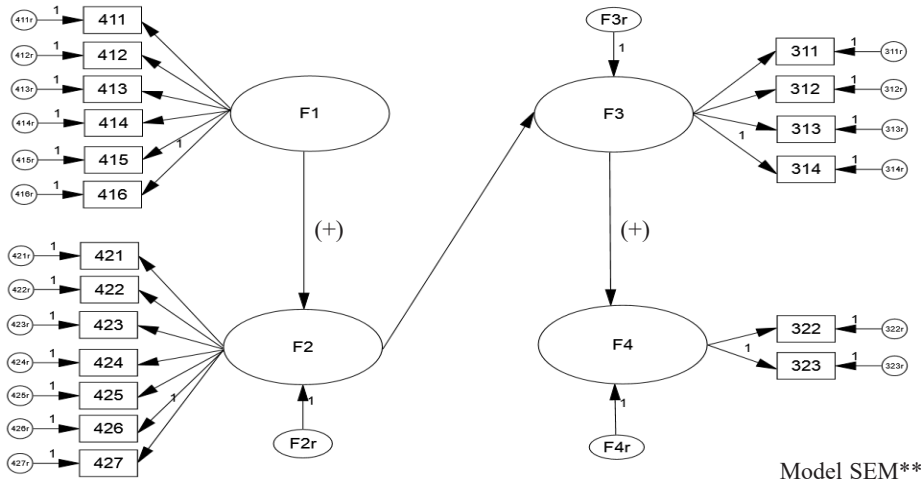 411r 1 411
412r 1 412
413r 1 413
414r 1 414
415r 1 415
416r 1 416
1
F1
(+)
421r 1 421
422r 1 422
423r 1 423
424r 1 424
425r 1 425
426r 1 426
427r 1 427
1
F2
1
F2r
F3r
1
F3
311 1 311r
312 1 312r
313 1 313r
1
314 1 314r
(+)
F4
322 1 322r
1
323 1 323r
1
F4r
Model SEM**